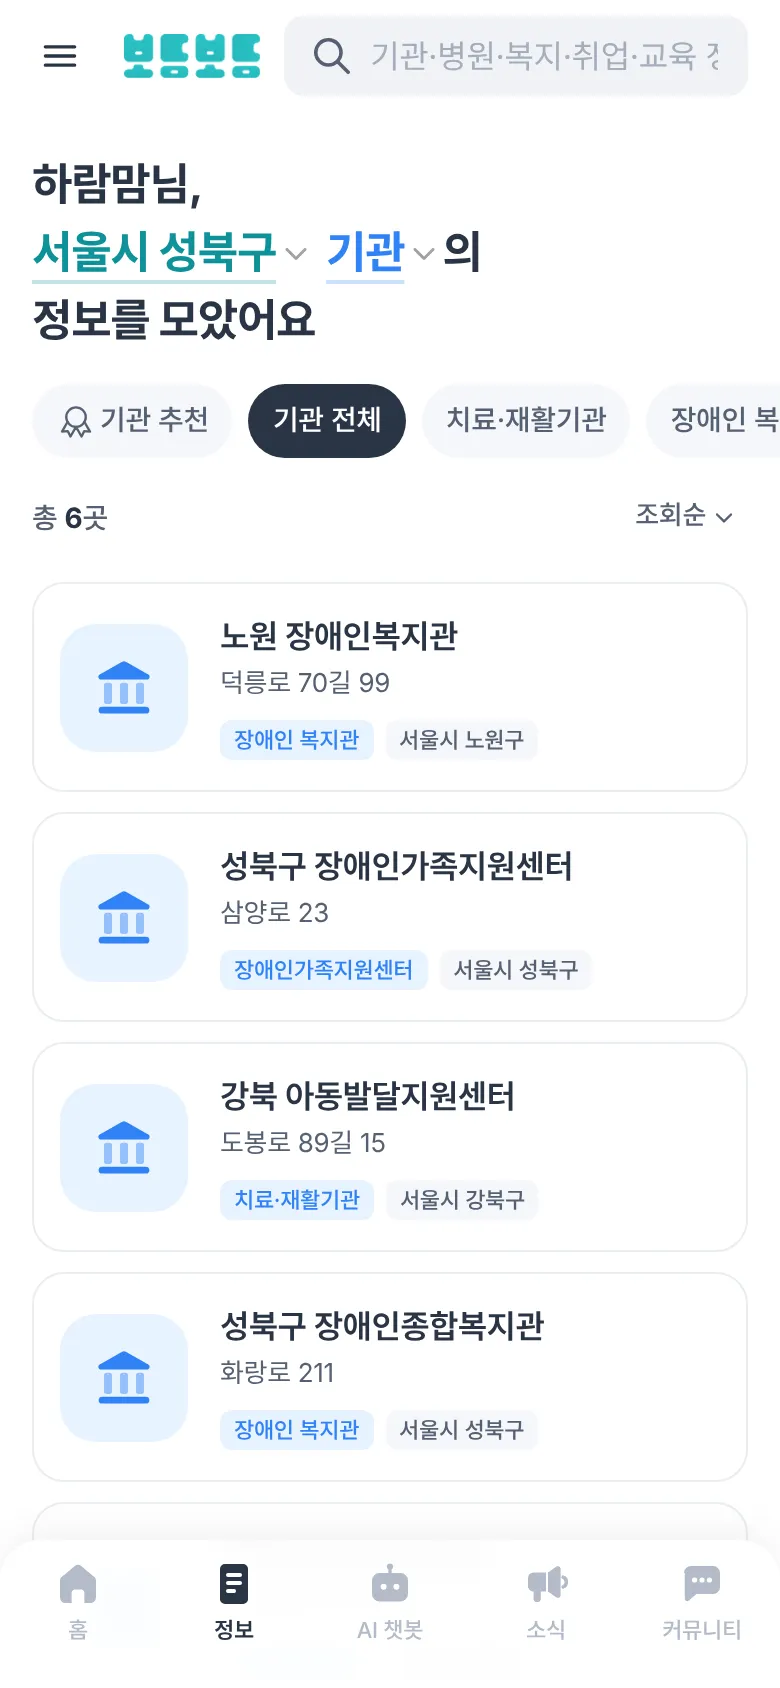 보듬보듬
기관·병원·복지·취업·교육
하람맘님,
서울시 성북구 기관 의
정보를 모았어요
기관 추천 기관 전체 치료·재활기관 장애인 복
총 6곳 조회순
노원 장애인복지관
덕릉로 70길 99
장애인 복지관 서울시 노원구
성북구 장애인가족지원센터
삼양로 23
장애인가족지원센터 서울시 성북구
강북 아동발달지원센터
도봉로 89길 15
치료·재활기관 서울시 강북구
성북구 장애인종합복지관
화랑로 211
장애인 복지관 서울시 성북구
홈 정보 AI 챗봇 소식 커뮤니티